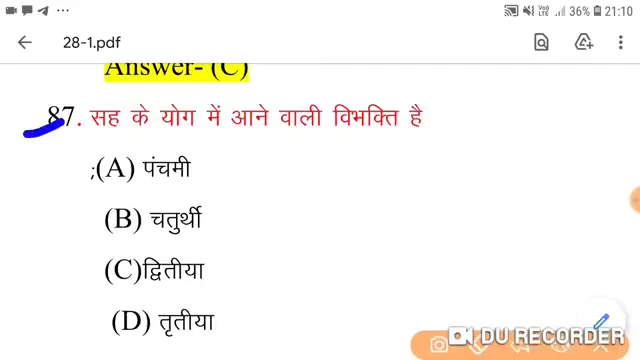 36% 21:10
28-1.pdf
Answer- (C)
87. सह के योग में आने वाली विभक्ति है
;(A) पंचमी
(B) चतुर्थी
(C)द्वितीया
(D) तृतीया
DU RECORDER